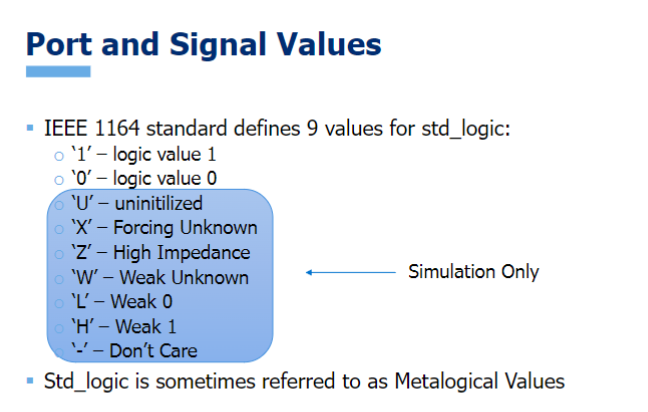 Port and Signal Values
▪ IEEE 1164 standard defines 9 values for std_logic:
o ‘1’ – logic value 1
o ‘0’ – logic value 0
o ‘U’ – uninitilized
o ‘X’ – Forcing Unknown
o ‘Z’ – High Impedance
o ‘W’ – Weak Unknown
o ‘L’ – Weak 0
o ‘H’ – Weak 1
o ‘-’ – Don’t Care
Simulation Only
▪ Std_logic is sometimes referred to as Metalogical Values